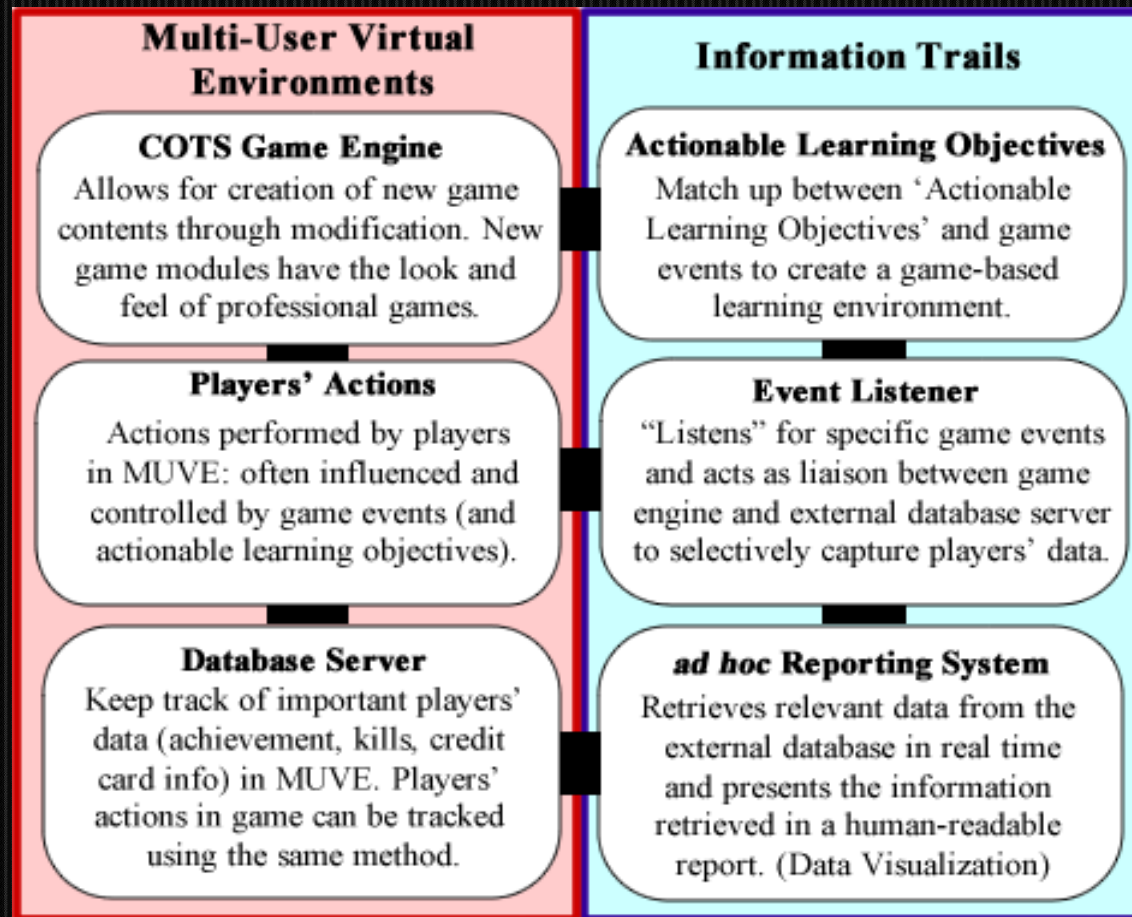 Multi-User Virtual
Environments
COTS Game Engine
Allows for creation of new game
contents through modification. New
game modules have the look and
feel of professional games.
Players’ Actions
Actions performed by players
in MUVE: often influenced and
controlled by game events (and
actionable learning objectives).
Database Server
Keep track of important players’
data (achievement, kills, credit
card info) in MUVE. Players’
actions in game can be tracked
using the same method.
Information Trails
Actionable Learning Objectives
Match up between ‘Actionable
Learning Objectives’ and game
events to create a game-based
learning environment.
Event Listener
“Listens” for specific game events
and acts as liaison between game
engine and external database server
to selectively capture players’ data.
ad hoc Reporting System
Retrieves relevant data from the
external database in real time
and presents the information
retrieved in a human-readable
report. (Data Visualization)